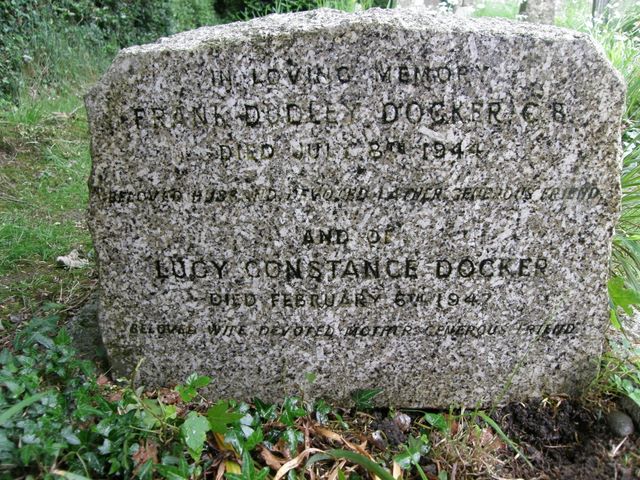 IN LOVING MEMORY
FRANK DUDLEY DOCKER C.B.
DIED JULY 8TH 1944
BELOVED HUSBAND, DEVOTED FATHER, GENEROUS FRIEND
AND OF
LUCY CONSTANCE DOCKER
DIED FEBRUARY 6TH 1947
BELOVED WIFE DEVOTED MOTHER GENEROUS FRIEND